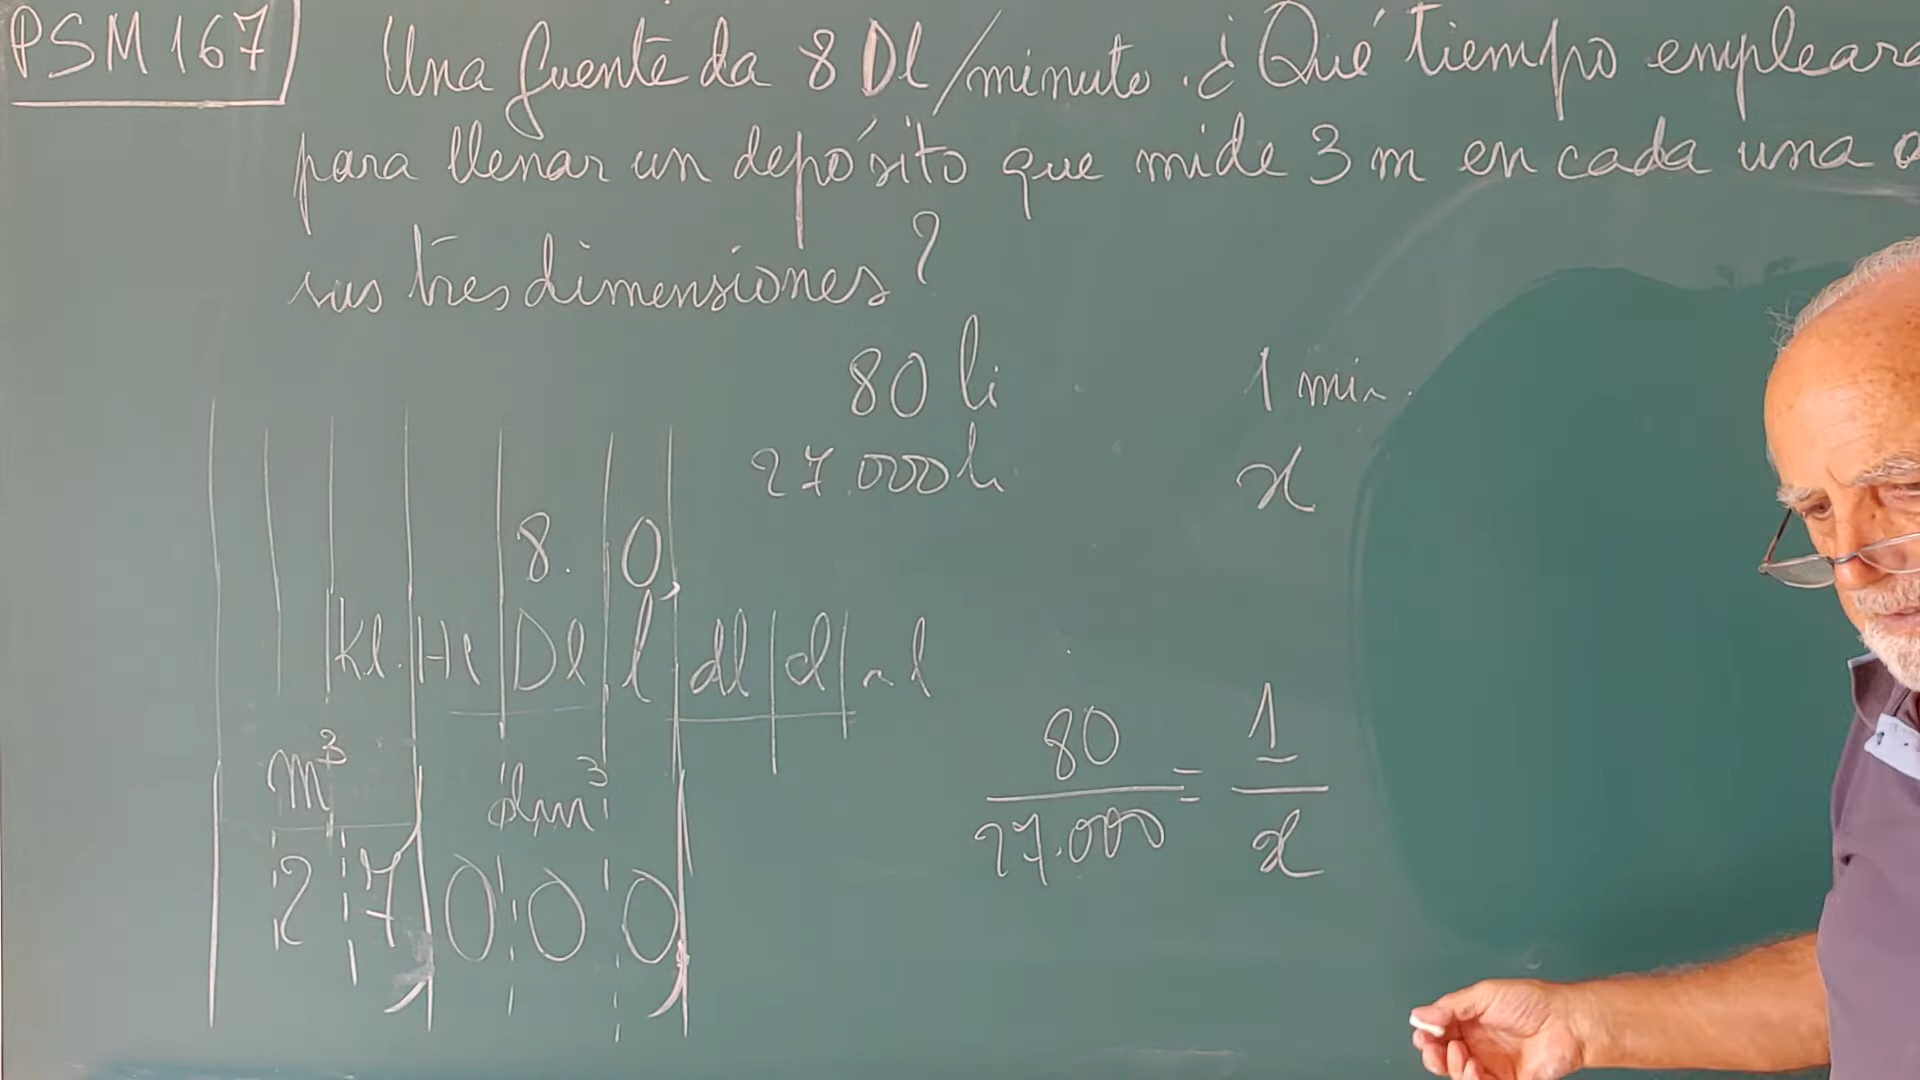 PSM 167
Una fuente da 8 Dl/minuto. ¿Qué tiempo empleara
para llenar un depósito que mide 3 m en cada una
sus tres dimensiones?
80 li 1 min.
27.000 li x
8. 0,
Kl. Hl Dl l dl cl ml
m³ dm³
2 7, 0 0 0,
80 = 1
27.000 x